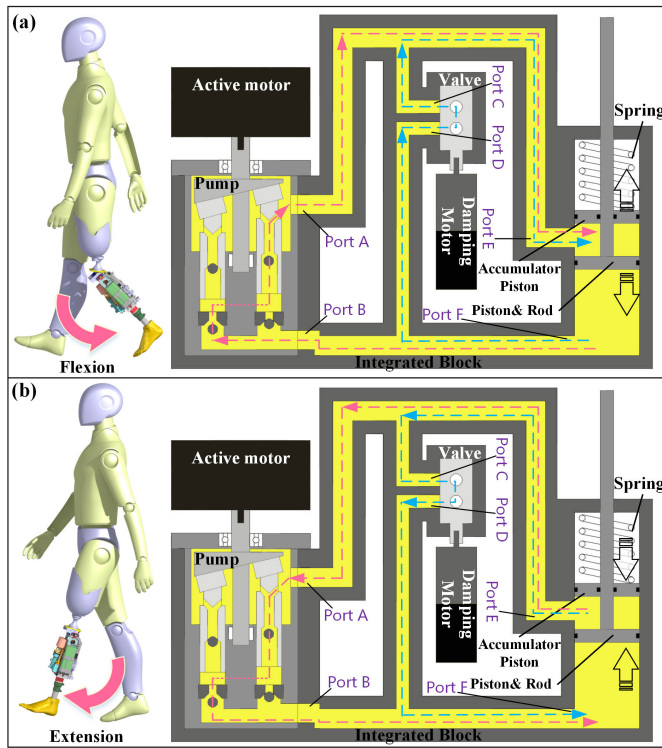 (a)
Active motor
Valve
Port C
Spring
Port D
Pump
Damping
Motor
Port E
Port A
Accumulator
Piston
Piston& Rod
Port B
Port F
Flexion
Integrated Block
(b)
Active motor
Valve
Port C
Spring
Port D
Pump
Damping
Motor
Port E
Port A
Accumulator
Piston
Piston& Rod
Port B
Port F
Extension
Integrated Block